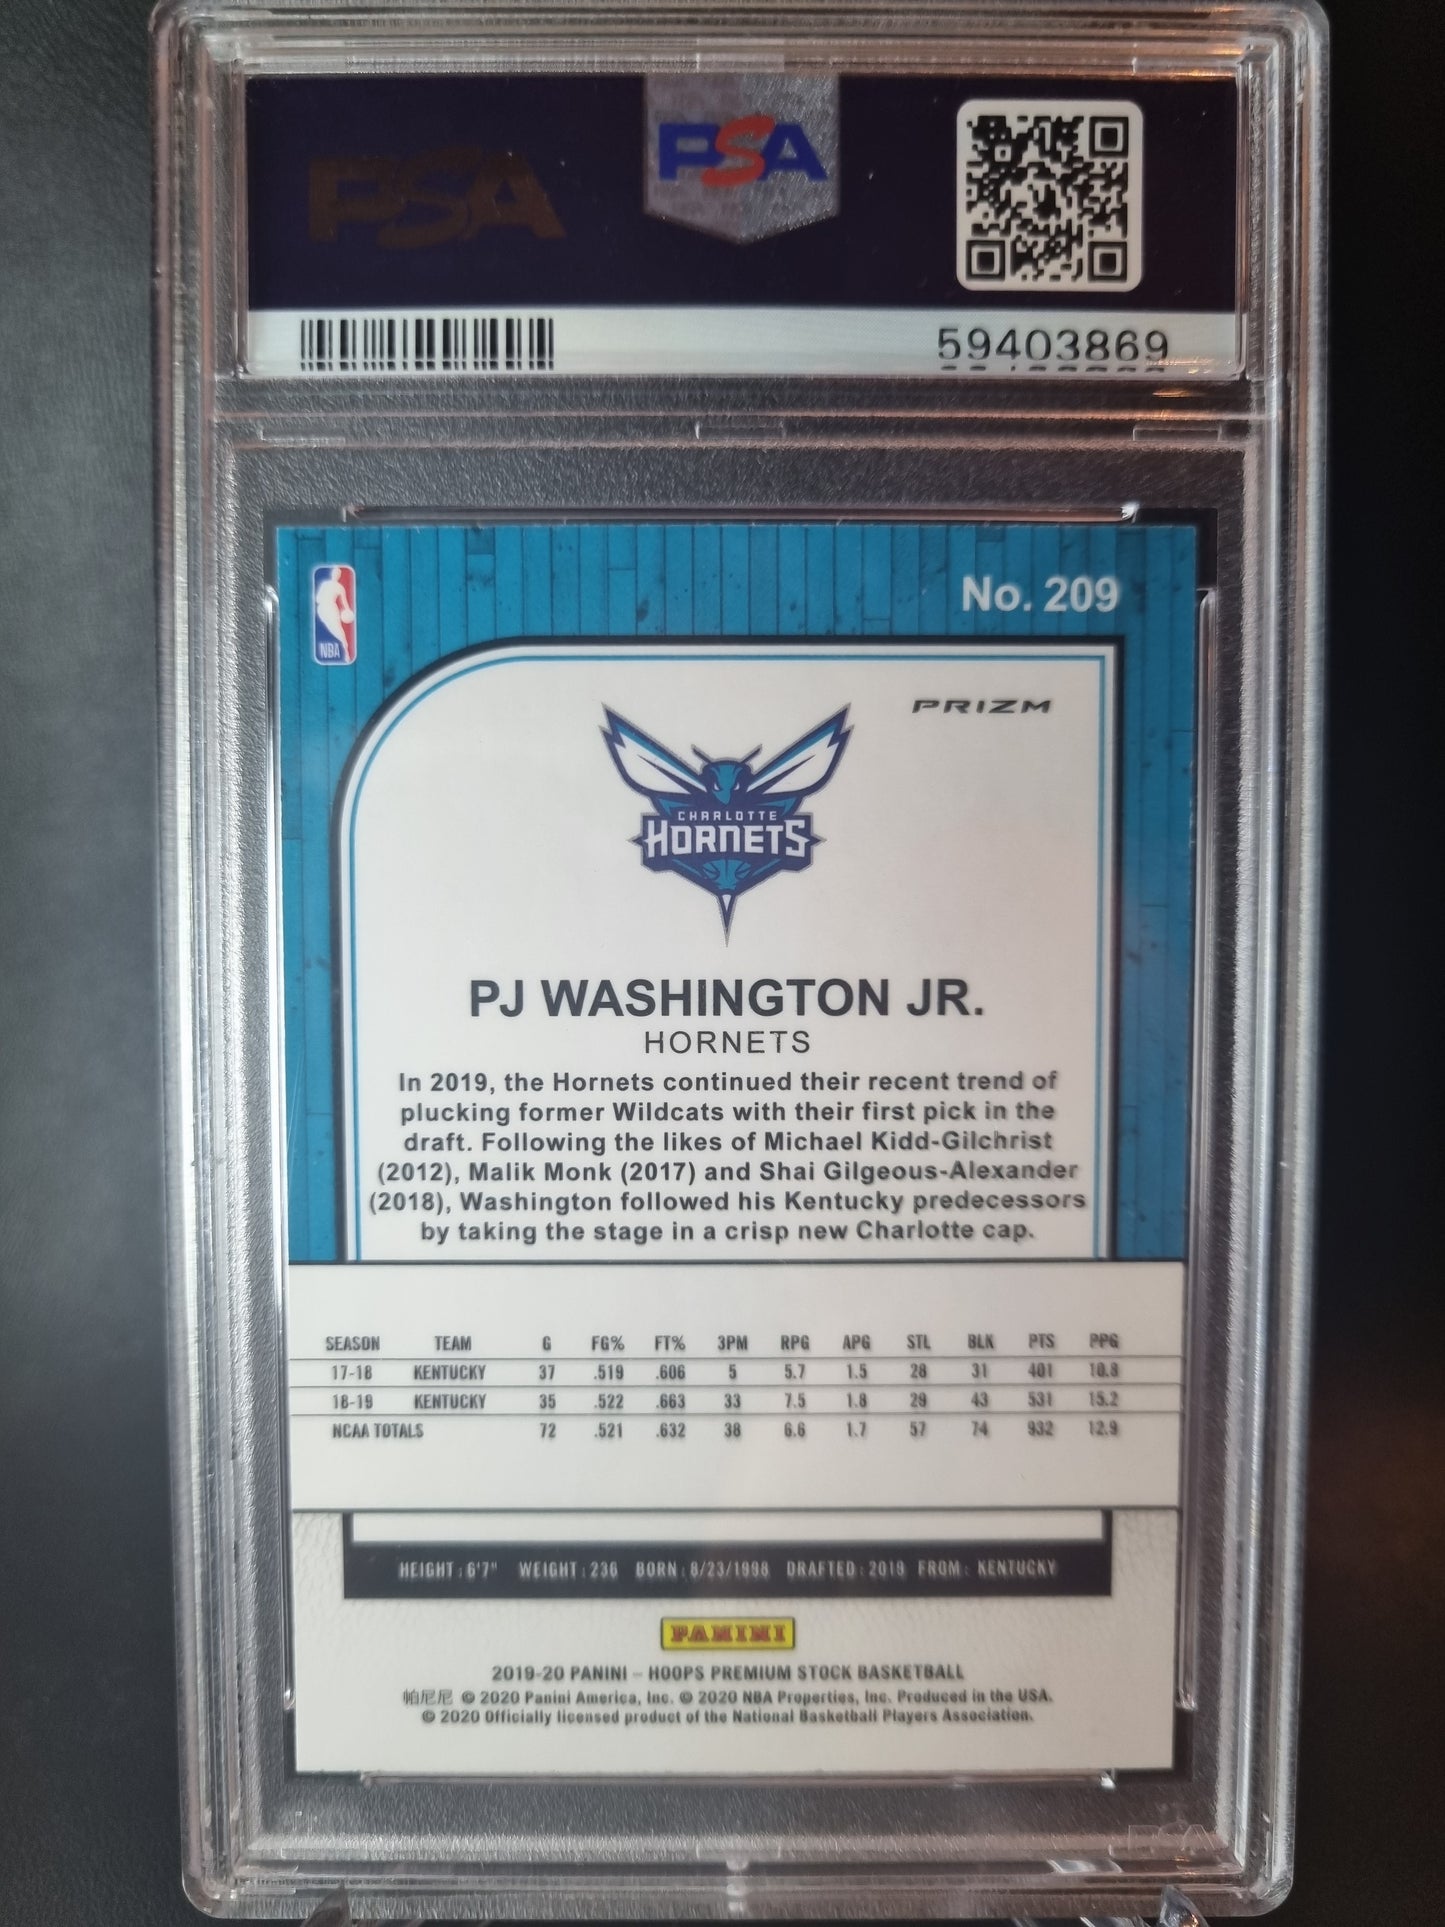 PSA
PSA
59403869
NBA
No. 209
PRIZM
CHARLOTTE
HORNETS
PJ WASHINGTON JR.
HORNETS
In 2019, the Hornets continued their recent trend of
plucking former Wildcats with their first pick in the
draft. Following the likes of Michael Kidd-Gilchrist
(2012), Malik Monk (2017) and Shai Gilgeous-Alexander
(2018), Washington followed his Kentucky predecessors
by taking the stage in a crisp new Charlotte cap.
SEASON TEAM G FG% FT% 3PM RPG APG STL BLK PTS PPG
17-18 KENTUCKY 37 .519 .606 5 5.7 1.5 28 31 401 10.8
18-19 KENTUCKY 35 .522 .663 33 7.5 1.8 29 43 531 15.2
NCAA TOTALS 72 .521 .632 38 6.6 1.7 57 74 932 12.9
HEIGHT: 6'7" WEIGHT: 236 BORN: 8/23/1998 DRAFTED: 2019 FROM: KENTUCKY
PANINI
2019-20 PANINI – HOOPS PREMIUM STOCK BASKETBALL
帕尼尼 © 2020 Panini America, Inc. © 2020 NBA Properties, Inc. Produced in the USA.
© 2020 Officially licensed product of the National Basketball Players Association.
PSA